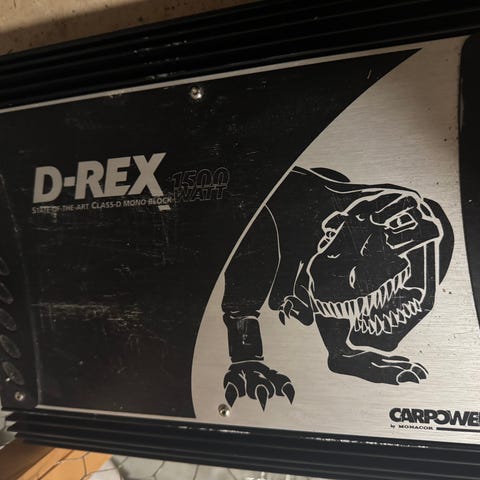 D-REX 1500 WATT
STATE-OF-THE-ART CLASS-D MONO BLOCK
CARPOWER
by MONACOR